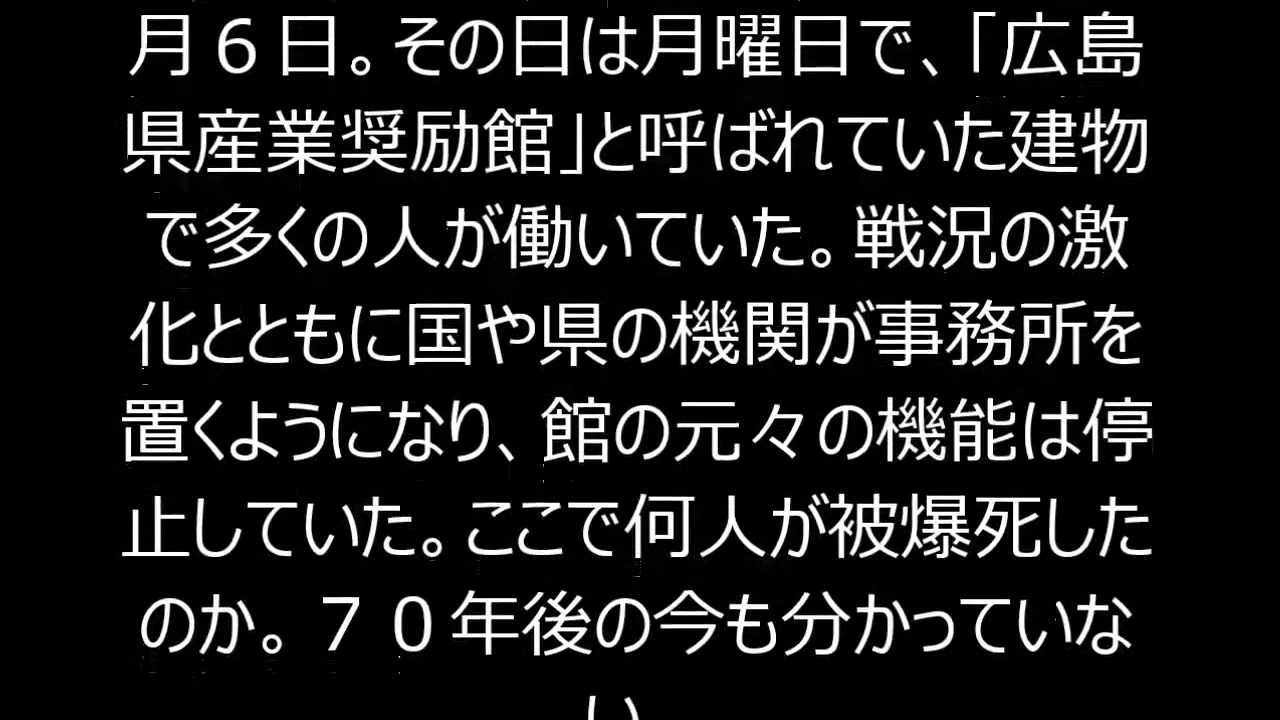 月６日。その日は月曜日で、「広島
県産業奨励館」と呼ばれていた建物
で多くの人が働いていた。戦況の激
化とともに国や県の機関が事務所を
置くようになり、館の元々の機能は停
止していた。ここで何人が被爆死した
のか。７０年後の今も分かっていな
い